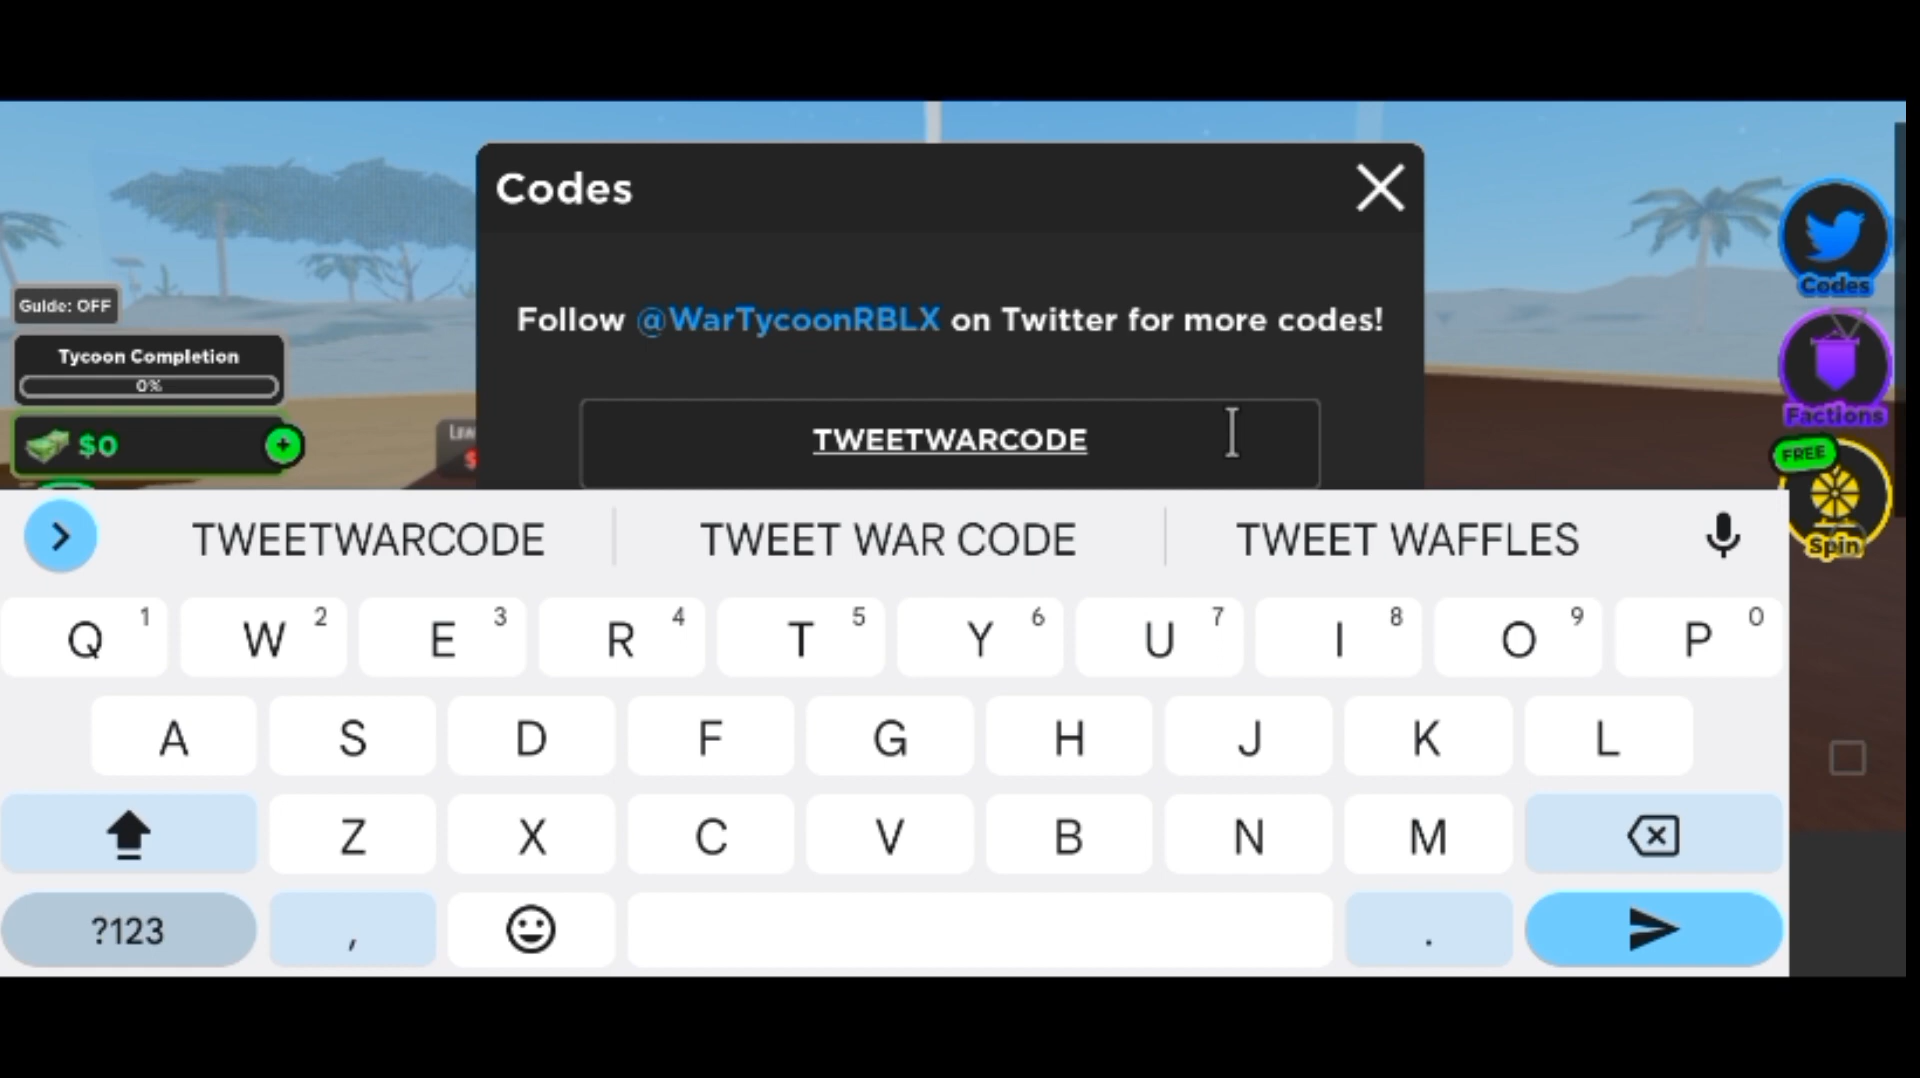 Codes
Follow @WarTycoonRBLX on Twitter for more codes!
TWEETWARCODE
Guide: OFF
Tycoon Completion
0%
$0
+
Codes
Factions
FREE
Spin
TWEETWARCODE TWEET WAR CODE TWEET WAFFLES
Q 1 W 2 E 3 R 4 T 5 Y 6 U 7 I 8 O 9 P 0
A S D F G H J K L
Z X C V B N M
?123 , .